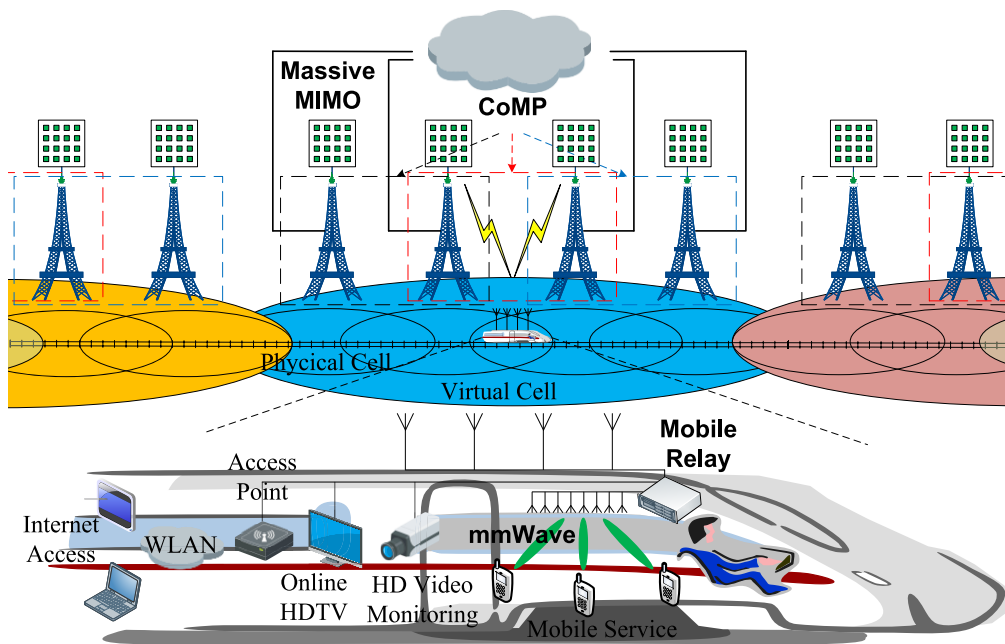 Massive
MIMO
CoMP
Phycical Cell
Virtual Cell
Mobile
Relay
Access
Point
Internet
Access
WLAN
mmWave
Online
HDTV
HD Video
Monitoring
Mobile Service